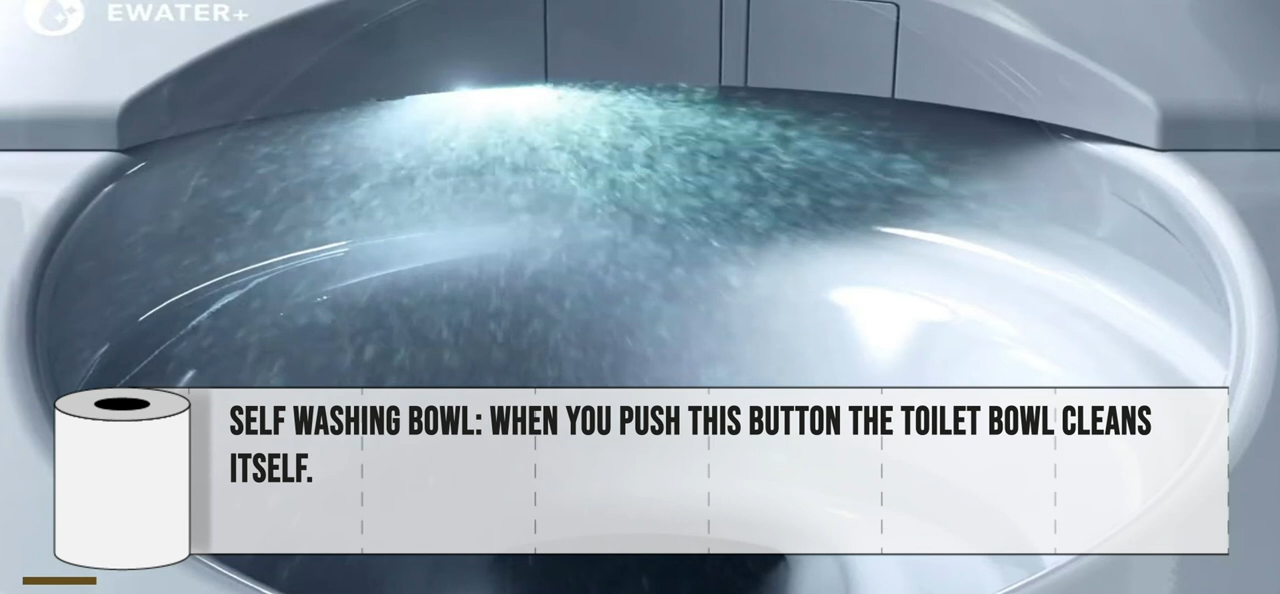 EWATER+
SELF WASHING BOWL: WHEN YOU PUSH THIS BUTTON THE TOILET BOWL CLEANS
ITSELF.